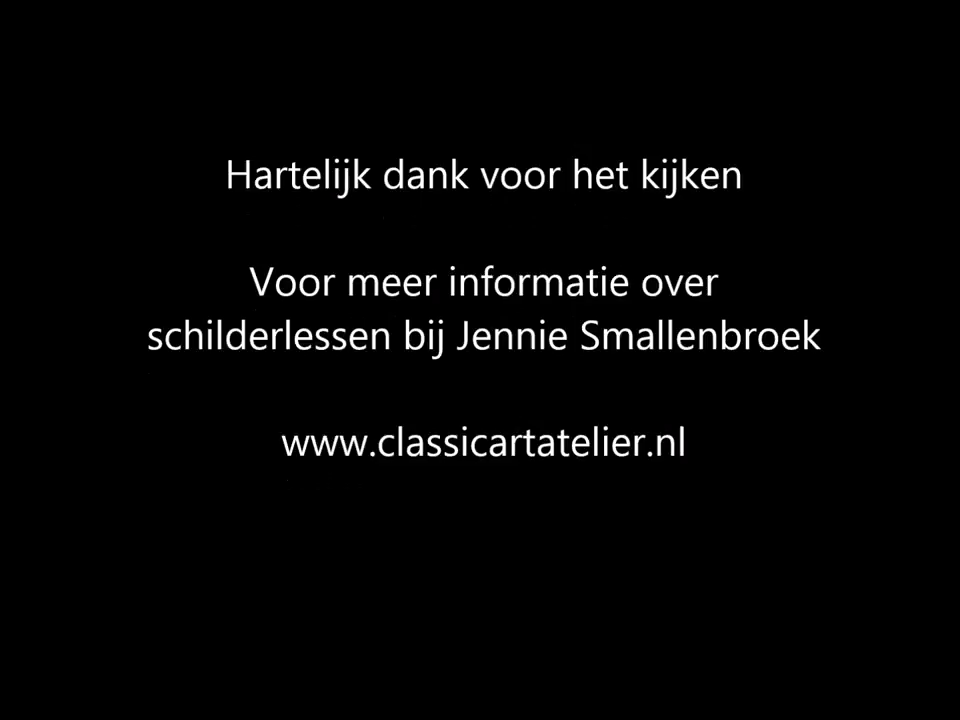 Hartelijk dank voor het kijken
Voor meer informatie over
schilderlessen bij Jennie Smallenbroek
www.classicartatelier.nl